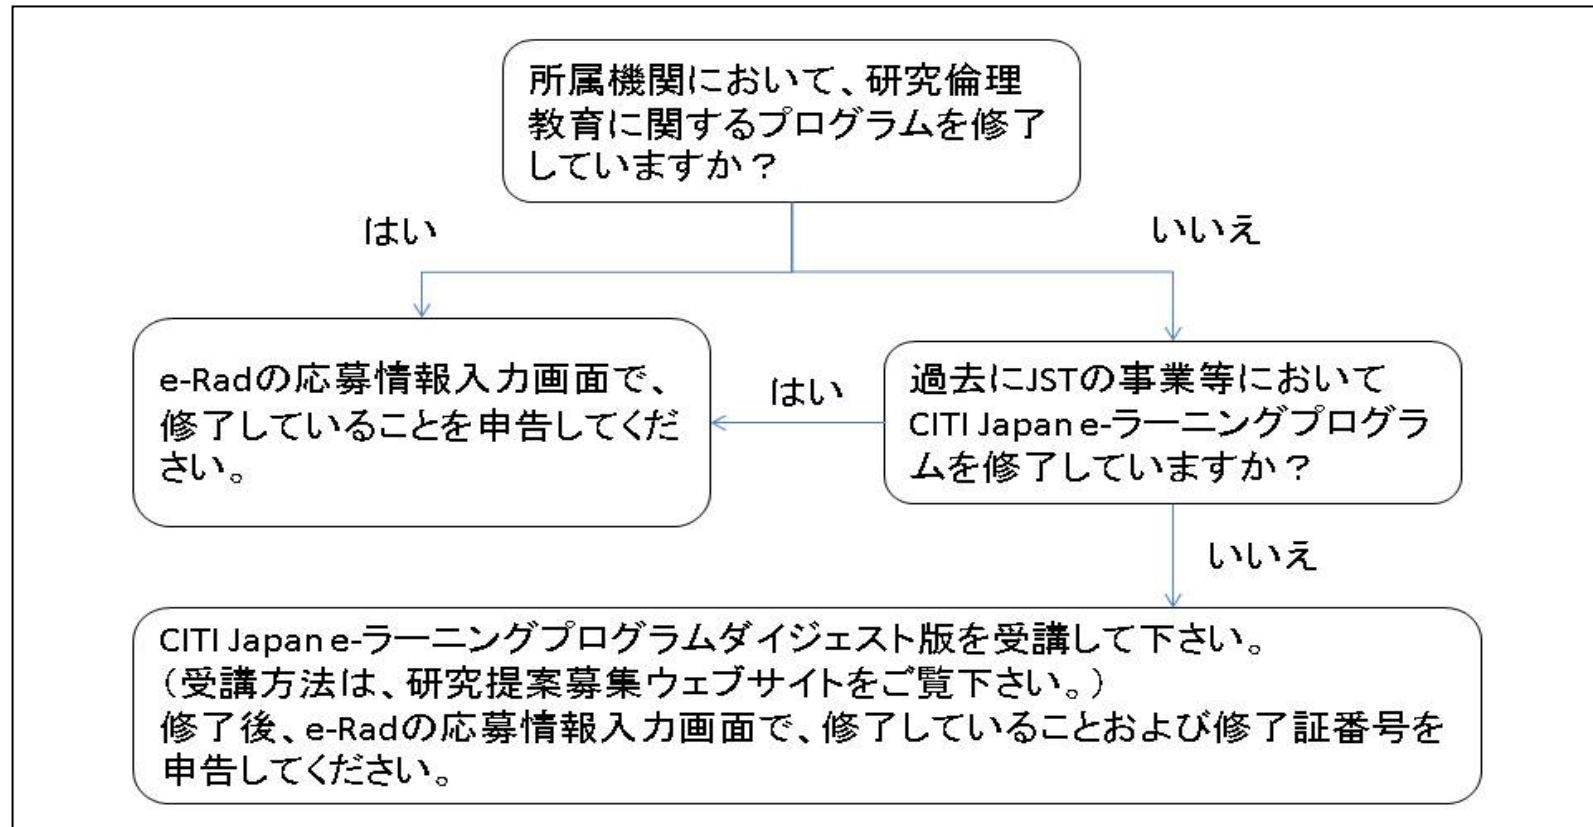 所属機関において、研究倫理
教育に関するプログラムを修了
していますか？
はい
いいえ
e-Radの応募情報入力画面で、
修了していることを申告してくだ
さい。
はい
過去にJSTの事業等において
CITI Japan e-ラーニングプログラ
ムを修了していますか？
いいえ
CITI Japan e-ラーニングプログラムダイジェスト版を受講して下さい。
（受講方法は、研究提案募集ウェブサイトをご覧下さい。）
修了後、e-Radの応募情報入力画面で、修了していることおよび修了証番号を
申告してください。